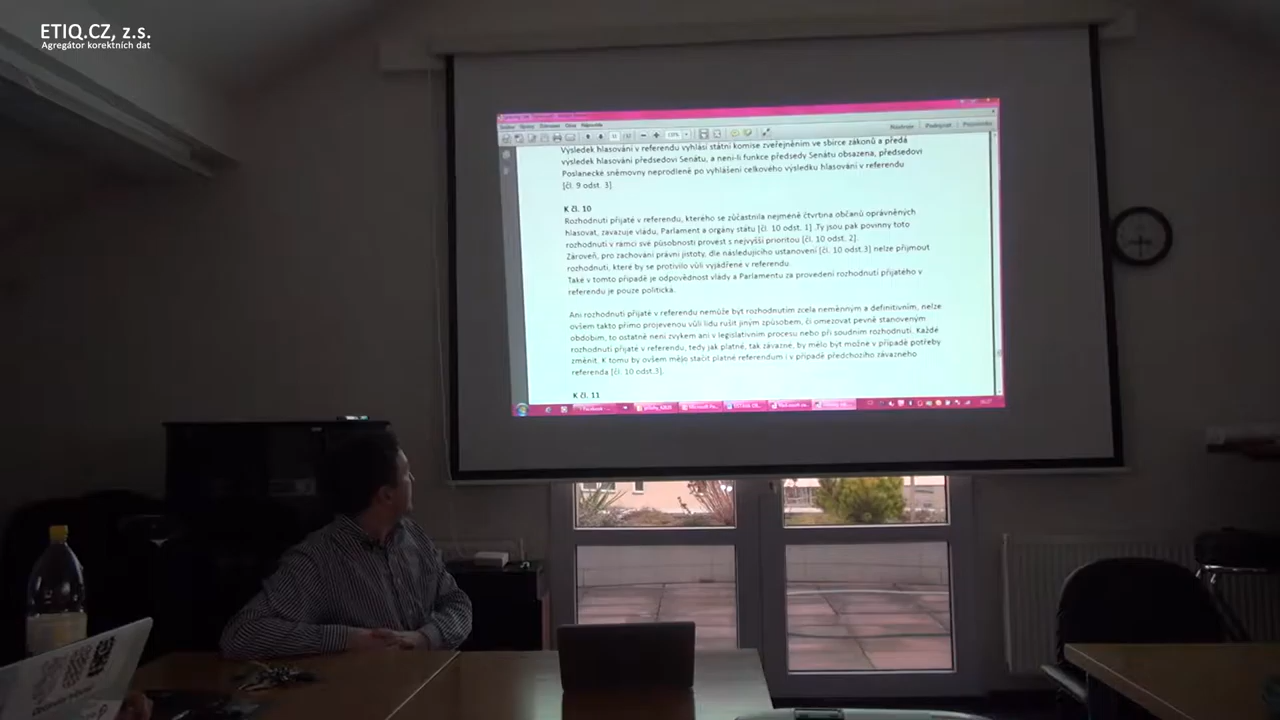 ETIQ.CZ, z.s.
Agregátor korektních dat
Nástroje Podepsat Poznámka
Výsledek hlasování v referendu vyhlásí státní komise zveřejněním ve sbírce zákonů a předá
výsledek hlasování předsedovi Senátu, a není-li funkce předsedy Senátu obsazena, předsedovi
Poslanecké sněmovny neprodleně po vyhlášení celkového výsledku hlasování v referendu
[čl. 9 odst. 3]
K čl. 10
Rozhodnutí přijaté v referendu, kterého se zúčastnila nejméně čtvrtina občanů oprávněných
hlasovat, zavazuje vládu, Parlament a orgány státu [čl. 10 odst. 1] .Ty jsou pak povinny toto
rozhodnutí v rámci své působnosti provést s nejvyšší prioritou [čl. 10 odst. 2].
Zároveň, pro zachování právní jistoty, dle následujícího ustanovení [čl. 10 odst.3] nelze přijmout
rozhodnutí, které by se protivilo vůli vyjádřené v referendu.
Také v tomto případě je odpovědnost vlády a Parlamentu za provedení rozhodnutí přijatého v
referendu je pouze politická.
Ani rozhodnutí přijaté v referendu nemůže být rozhodnutím zcela neměnným a definitivním, nelze
ovšem takto přímo projevenou vůli lidu rušit jiným způsobem, či omezovat pevně stanoveným
obdobím, to ostatně není zvykem ani v legislativním procesu nebo při soudním rozhodnutí. Každé
rozhodnutí přijaté v referendu, tedy jak platné, tak závazné, by mělo být možné v případě potřeby
změnit. K tomu by ovšem mělo stačit platné referendum i v případě předchozího závazného
referenda [čl. 10 odst.3].
K čl. 11